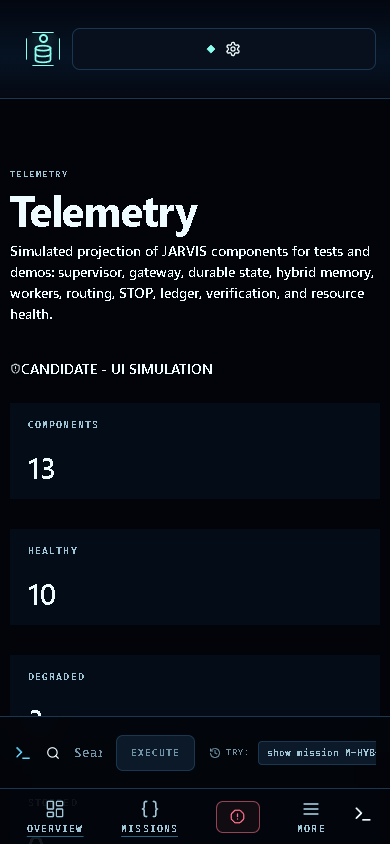 TELEMETRY
Telemetry
Simulated projection of JARVIS components for tests and
demos: supervisor, gateway, durable state, hybrid memory,
workers, routing, STOP, ledger, verification, and resource
health.
CANDIDATE - UI SIMULATION
COMPONENTS
13
HEALTHY
10
DEGRADED
Sear
EXECUTE
TRY:
show mission M-HYB
OVERVIEW
MISSIONS
MORE